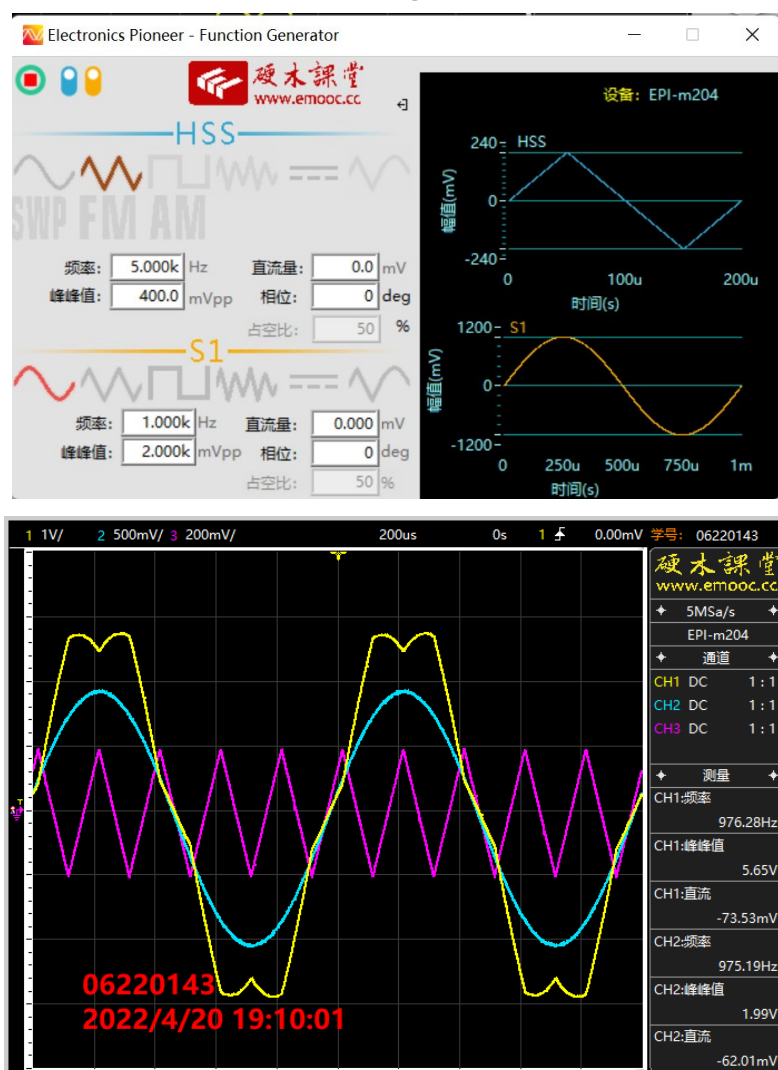 Electronics Pioneer - Function Generator
硬木課堂
www.emooc.cc
设备: EPI-m204
HSS
SWP FM AM
频率: 5.000k Hz 直流量: 0.0 mV
峰峰值: 400.0 mVpp 相位: 0 deg
占空比: 50 %
S1
频率: 1.000k Hz 直流量: 0.000 mV
峰峰值: 2.000k mVpp 相位: 0 deg
占空比: 50 %
240 HSS
幅值(mV)
0
-240
0 100u 200u
时间(s)
1200 S1
幅值(mV)
0
-1200
0 250u 500u 750u 1m
时间(s)
1 1V/ 2 500mV/ 3 200mV/ 200us 0s 1 0.00mV 学号: 06220143
硬木課堂
www.emooc.cc
5MSa/s
EPI-m204
通道
CH1 DC 1 : 1
CH2 DC 1 : 1
CH3 DC 1 : 1
测量
CH1:频率
976.28Hz
CH1:峰峰值
5.65V
CH1:直流
-73.53mV
CH2:频率
975.19Hz
CH2:峰峰值
1.99V
CH2:直流
-62.01mV
T
06220143
2022/4/20 19:10:01